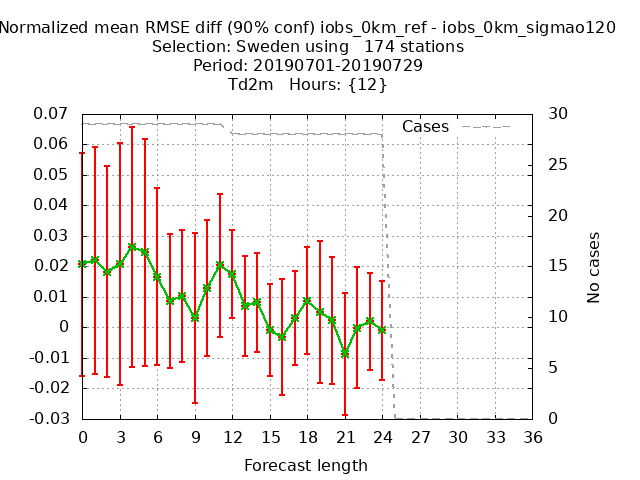 Normalized mean RMSE diff (90% conf) iobs_0km_ref - iobs_0km_sigmao120
Selection: Sweden using 174 stations
Period: 20190701-20190729
Td2m Hours: {12}
Cases
0.07
0.06
0.05
0.04
0.03
0.02
0.01
0
-0.01
-0.02
-0.03
30
25
20
15
10
5
0
No cases
0 3 6 9 12 15 18 21 24 27 30 33 36
Forecast length